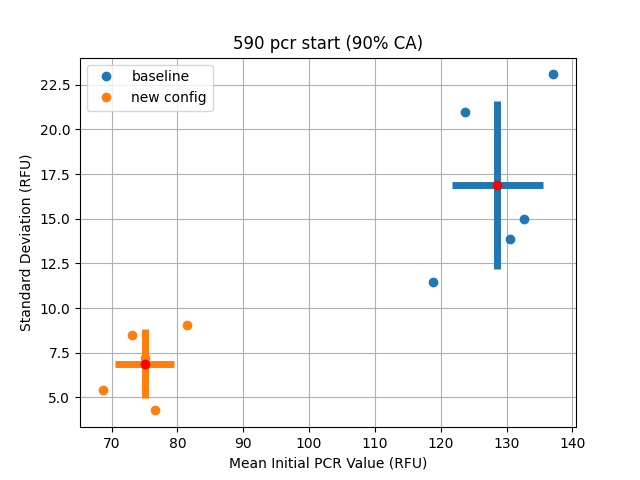 590 pcr start (90% CA)
baseline
new config
Standard Deviation (RFU)
22.5
20.0
17.5
15.0
12.5
10.0
7.5
5.0
70 80 90 100 110 120 130 140
Mean Initial PCR Value (RFU)